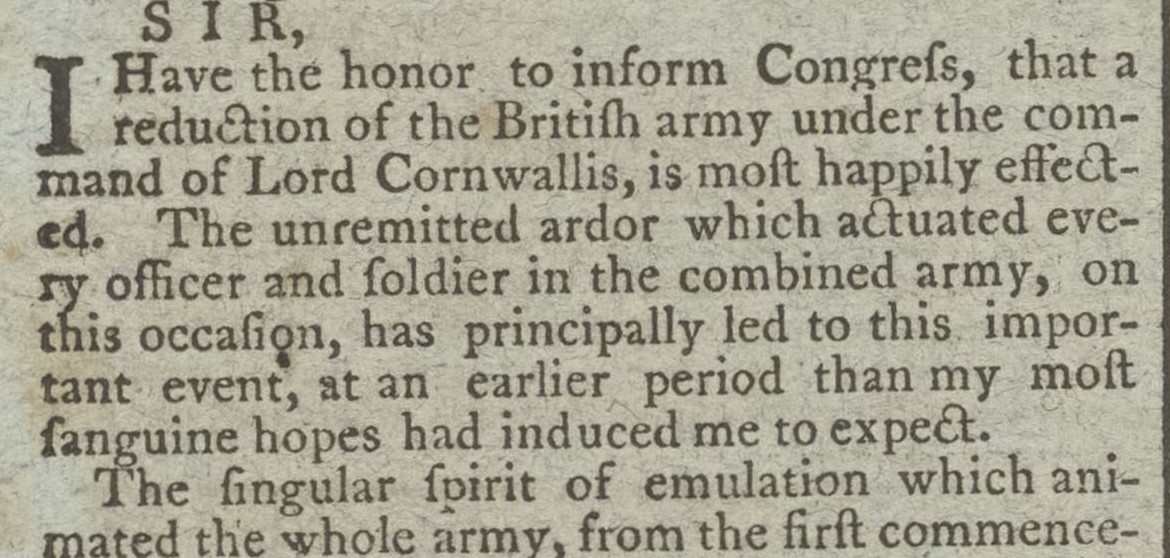 S I R,
I Have the honor to inform Congreſs, that a
reduction of the Britiſh army under the com-
mand of Lord Cornwallis, is moſt happily effect-
ed. The unremitted ardor which actuated eve-
ry officer and ſoldier in the combined army, on
this occaſion, has principally led to this impor-
tant event, at an earlier period than my moſt
ſanguine hopes had induced me to expect.
The ſingular ſpirit of emulation which ani-
mated the whole army, from the firſt commence-